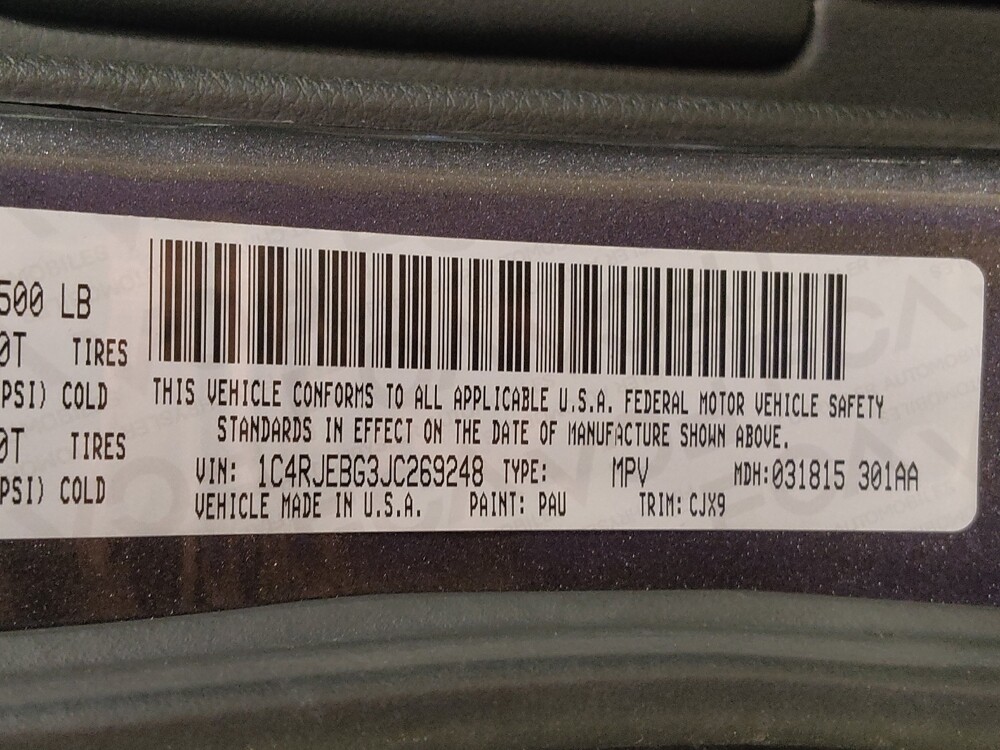 500 LB
0T TIRES
PSI) COLD
0T TIRES
PSI) COLD
THIS VEHICLE CONFORMS TO ALL APPLICABLE U.S.A. FEDERAL MOTOR VEHICLE SAFETY
STANDARDS IN EFFECT ON THE DATE OF MANUFACTURE SHOWN ABOVE.
VIN: 1C4RJEBG3JC269248 TYPE: MPV MDH:031815 301AA
VEHICLE MADE IN U.S.A. PAINT: PAU TRIM: CJX9